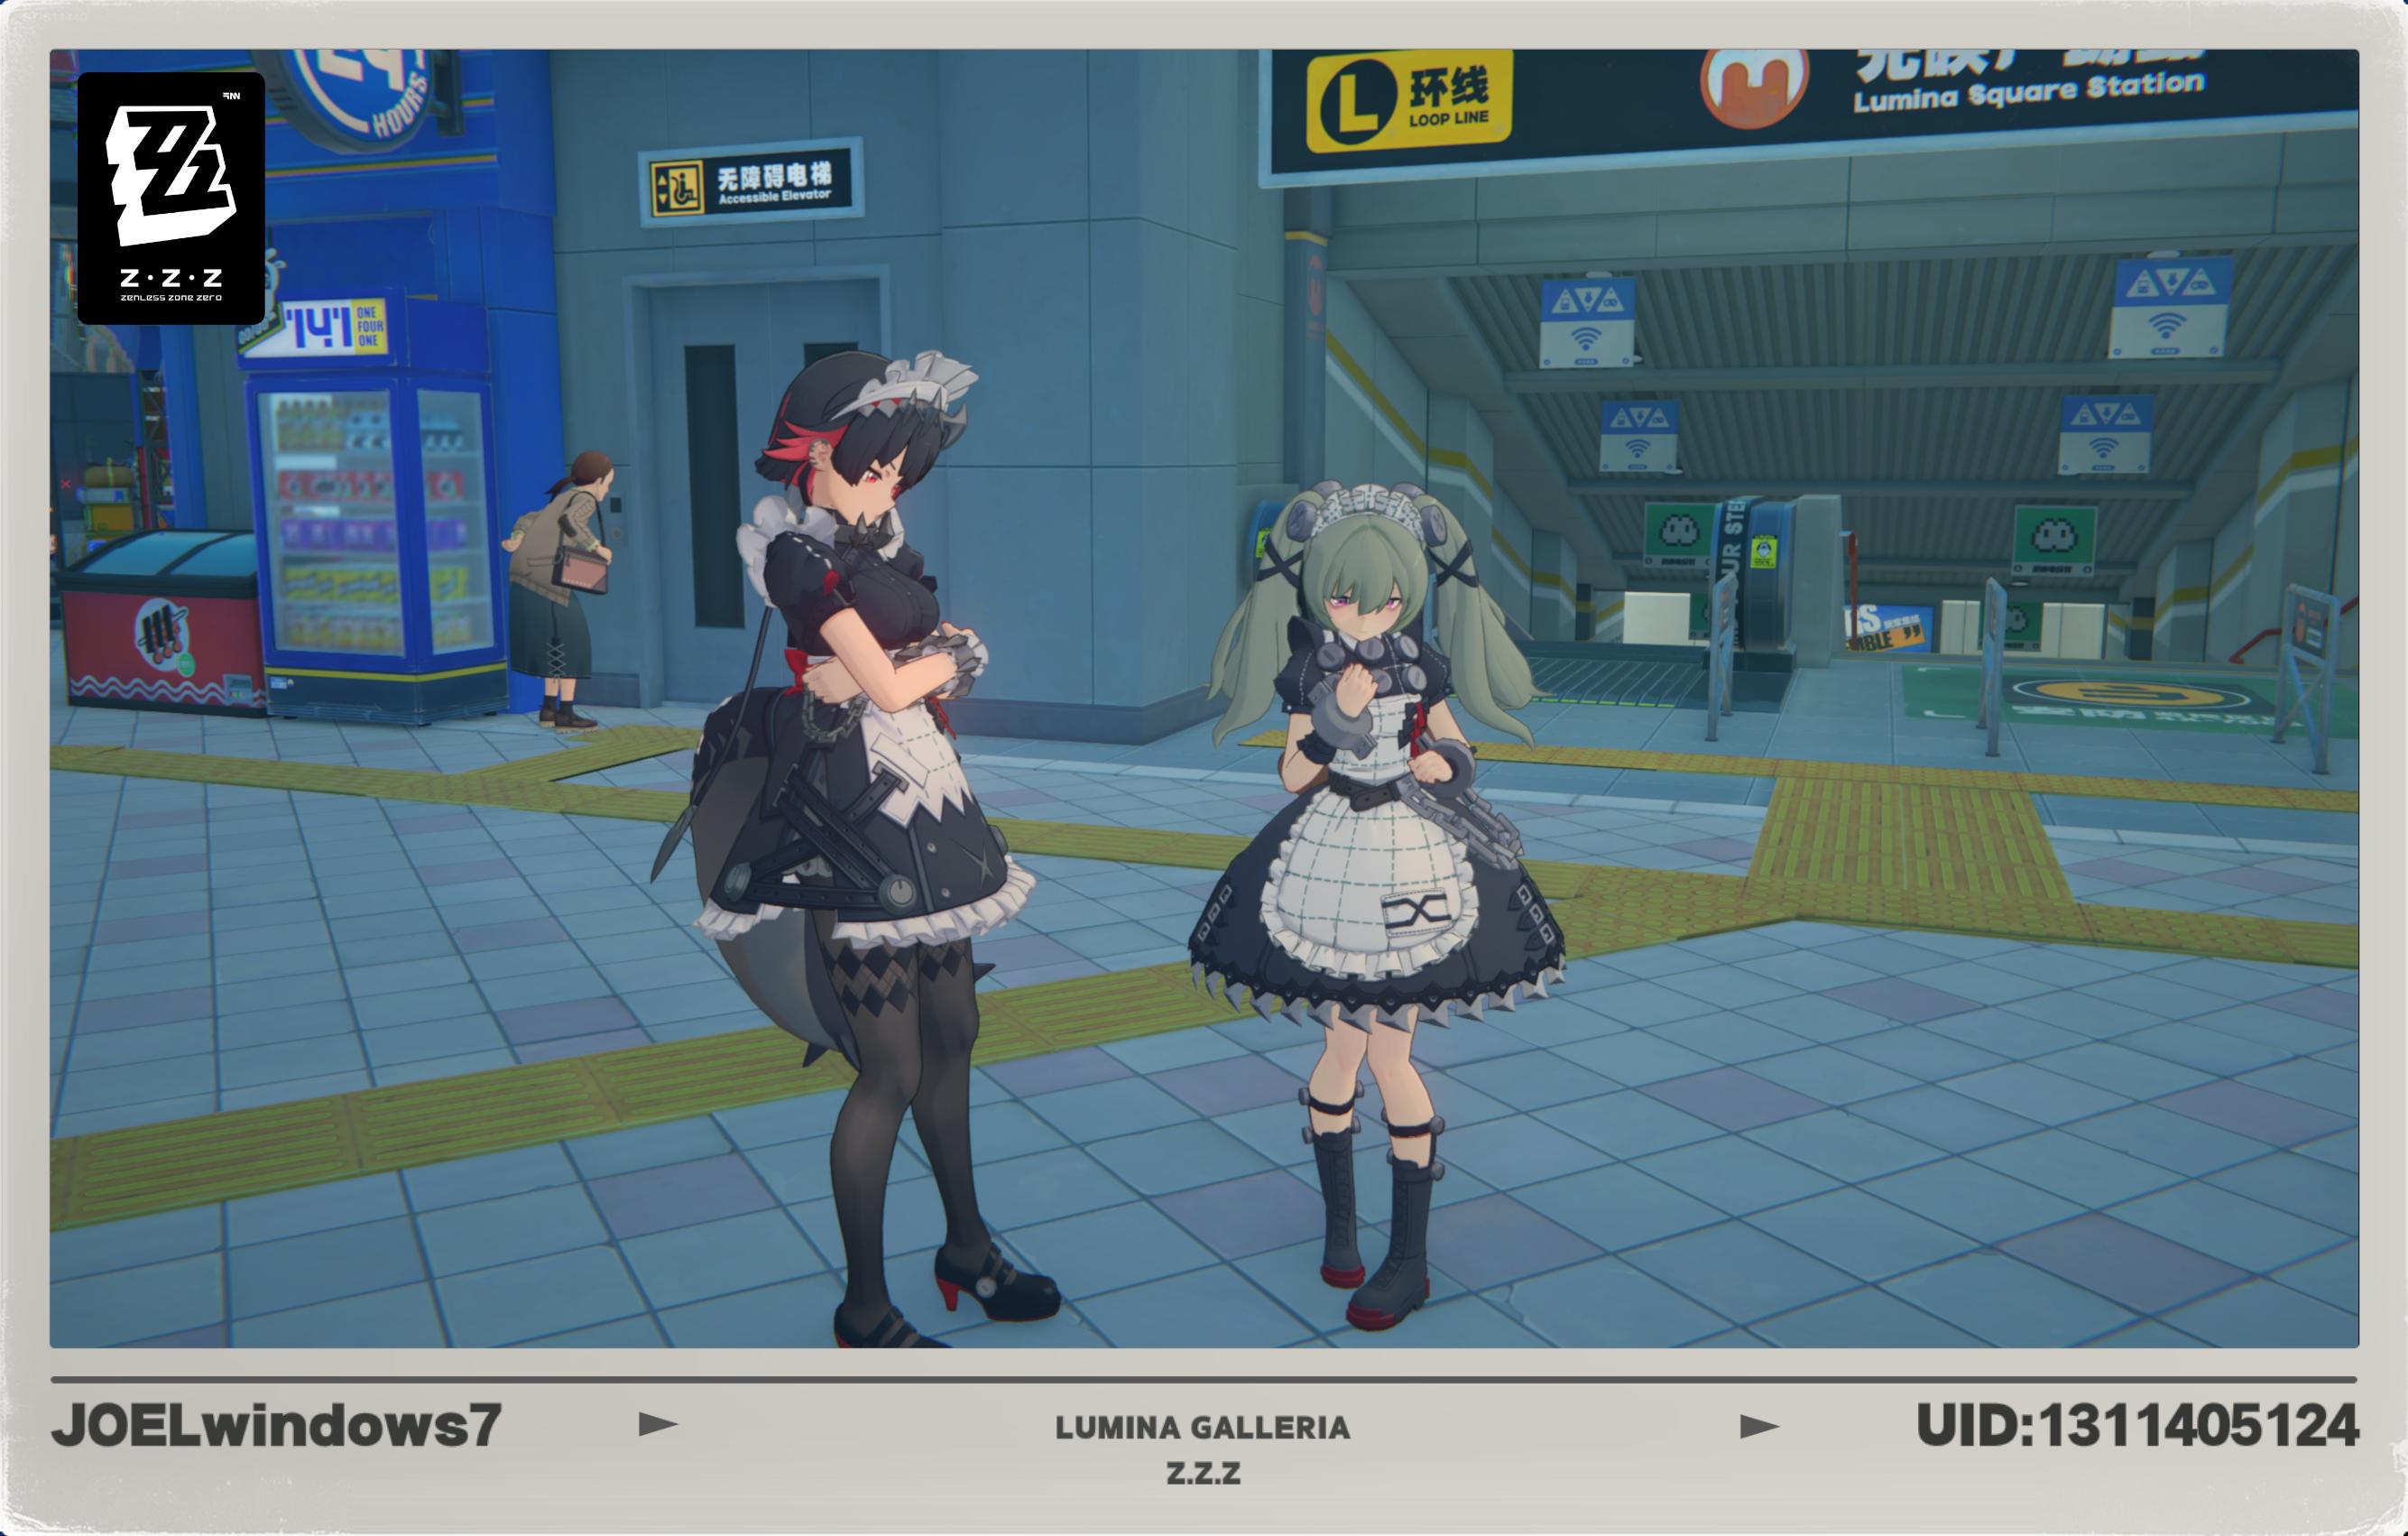 Z·Z·Z
ZENLESS ZONE ZERO
HOURS
环线
LOOP LINE
Lumina Square Station
无障碍电梯
Accessible Elevator
141
ONE
FOUR
ONE
JOELwindows7
LUMINA GALLERIA
Z.Z.Z
UID:1311405124